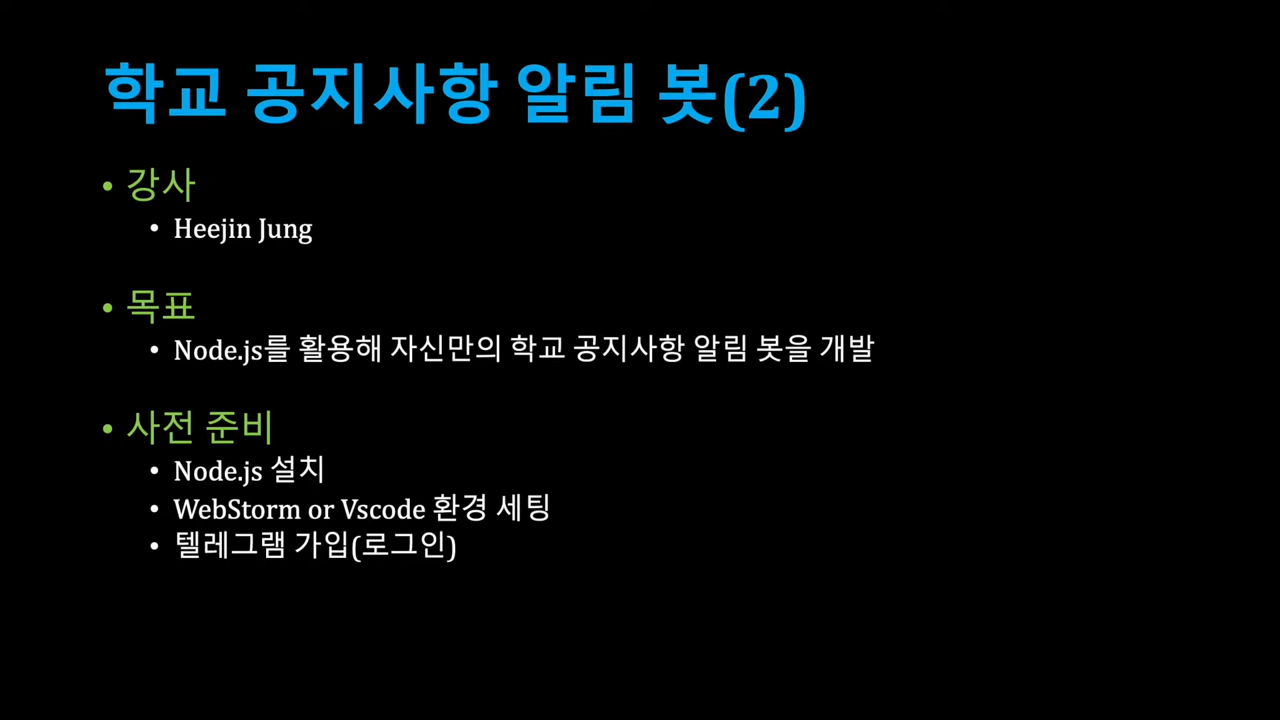 학교 공지사항 알림 봇(2)
• 강사
• Heejin Jung
• 목표
• Node.js를 활용해 자신만의 학교 공지사항 알림 봇을 개발
• 사전 준비
• Node.js 설치
• WebStorm or Vscode 환경 세팅
• 텔레그램 가입(로그인)